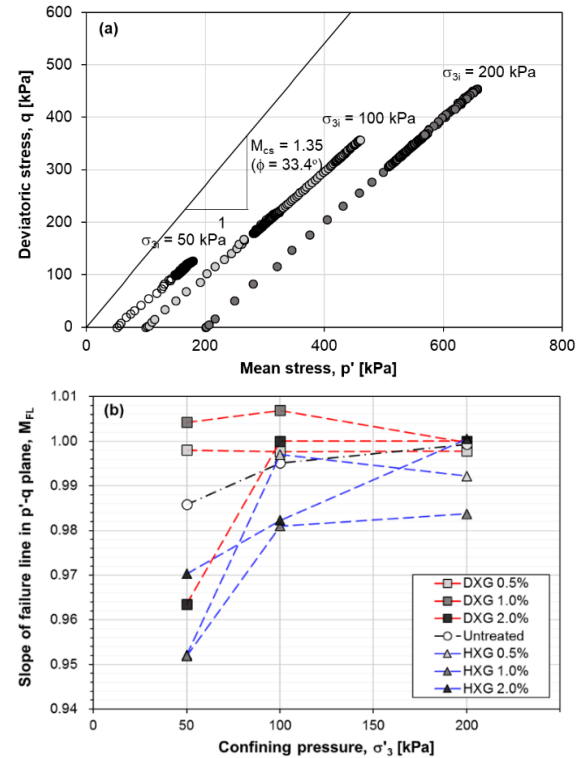 (a)
Deviatoric stress, q [kPa]
600
500
400
300
200
100
0
σ3i = 200 kPa
σ3i = 100 kPa
Mcs = 1.35
(ϕ = 33.4°)
1
σ3i = 50 kPa
0 200 400 600 800
Mean stress, p' [kPa]
(b)
Slope of failure line in p'-q plane, MFL
1.01
1.00
0.99
0.98
0.97
0.96
0.95
0.94
DXG 0.5%
DXG 1.0%
DXG 2.0%
Untreated
HXG 0.5%
HXG 1.0%
HXG 2.0%
0 50 100 150 200
Confining pressure, σ'3 [kPa]